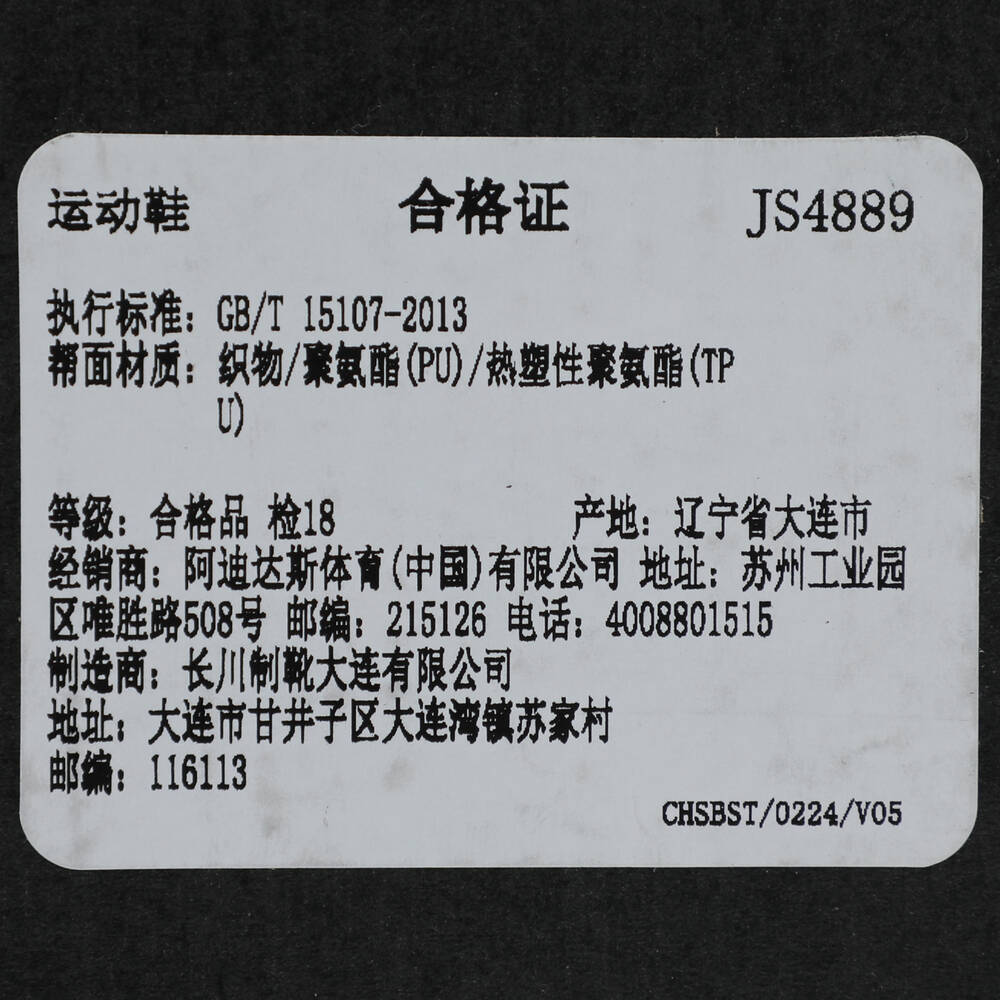 运动鞋 合格证 JS4889
执行标准：GB/T 15107-2013
帮面材质：织物/聚氨酯(PU)/热塑性聚氨酯(TP
U)
等级：合格品 检18 产地：辽宁省大连市
经销商：阿迪达斯体育(中国)有限公司 地址：苏州工业园
区唯胜路508号 邮编：215126 电话：4008801515
制造商：长川制靴大连有限公司
地址：大连市甘井子区大连湾镇苏家村
邮编：116113
CHSBST/0224/V05